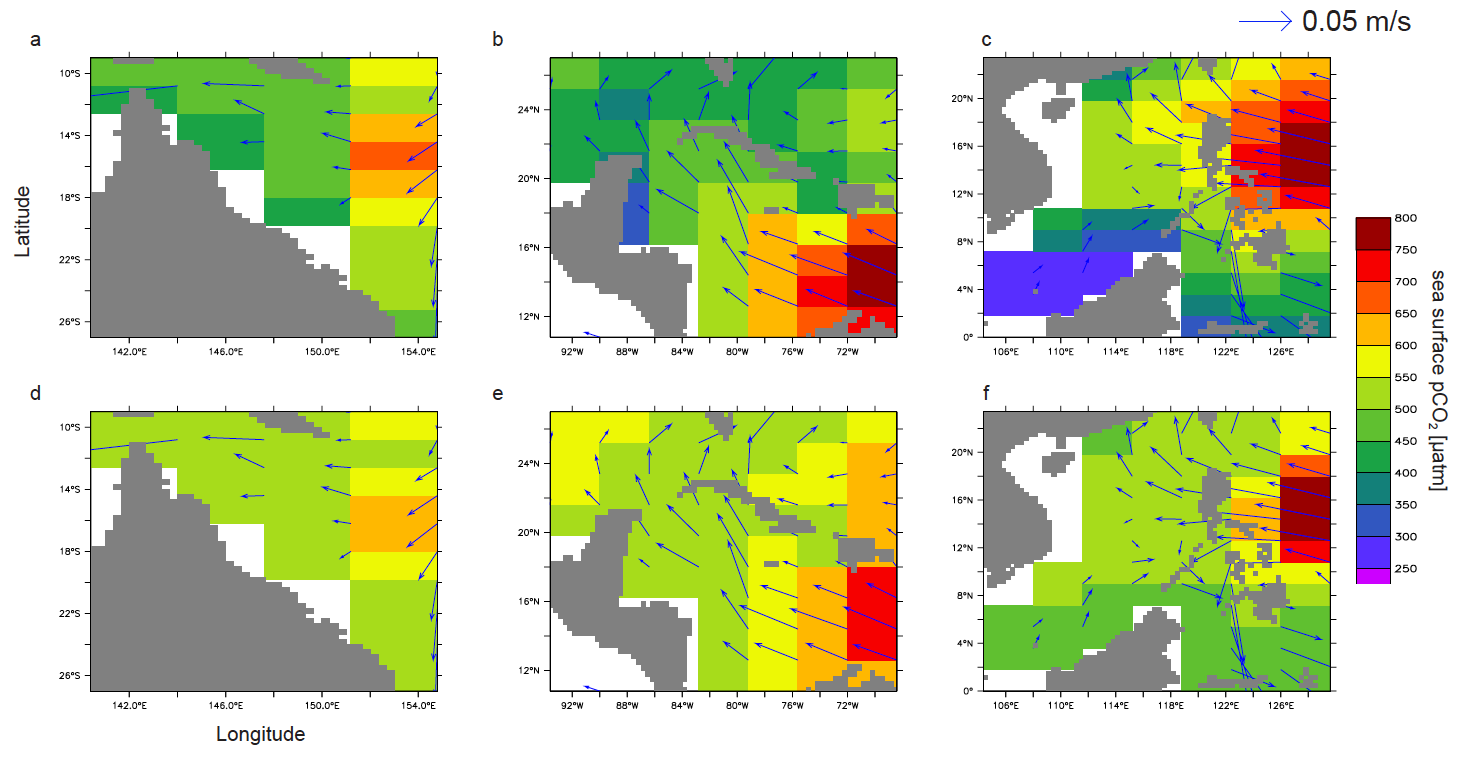 0.05 m/s
a
b
c
10°S
14°S
18°S
22°S
26°S
142.0°E
146.0°E
150.0°E
154.0°E
24°N
20°N
16°N
12°N
92°W
88°W
84°W
80°W
76°W
72°W
20°N
16°N
12°N
8°N
4°N
0°
106°E
110°E
114°E
118°E
122°E
126°E
Latitude
800
750
700
650
600
550
500
450
400
350
300
250
sea surface pCO₂ [µatm]
d
e
f
10°S
14°S
18°S
22°S
26°S
142.0°E
146.0°E
150.0°E
154.0°E
24°N
20°N
16°N
12°N
92°W
88°W
84°W
80°W
76°W
72°W
20°N
16°N
12°N
8°N
4°N
0°
106°E
110°E
114°E
118°E
122°E
126°E
Longitude